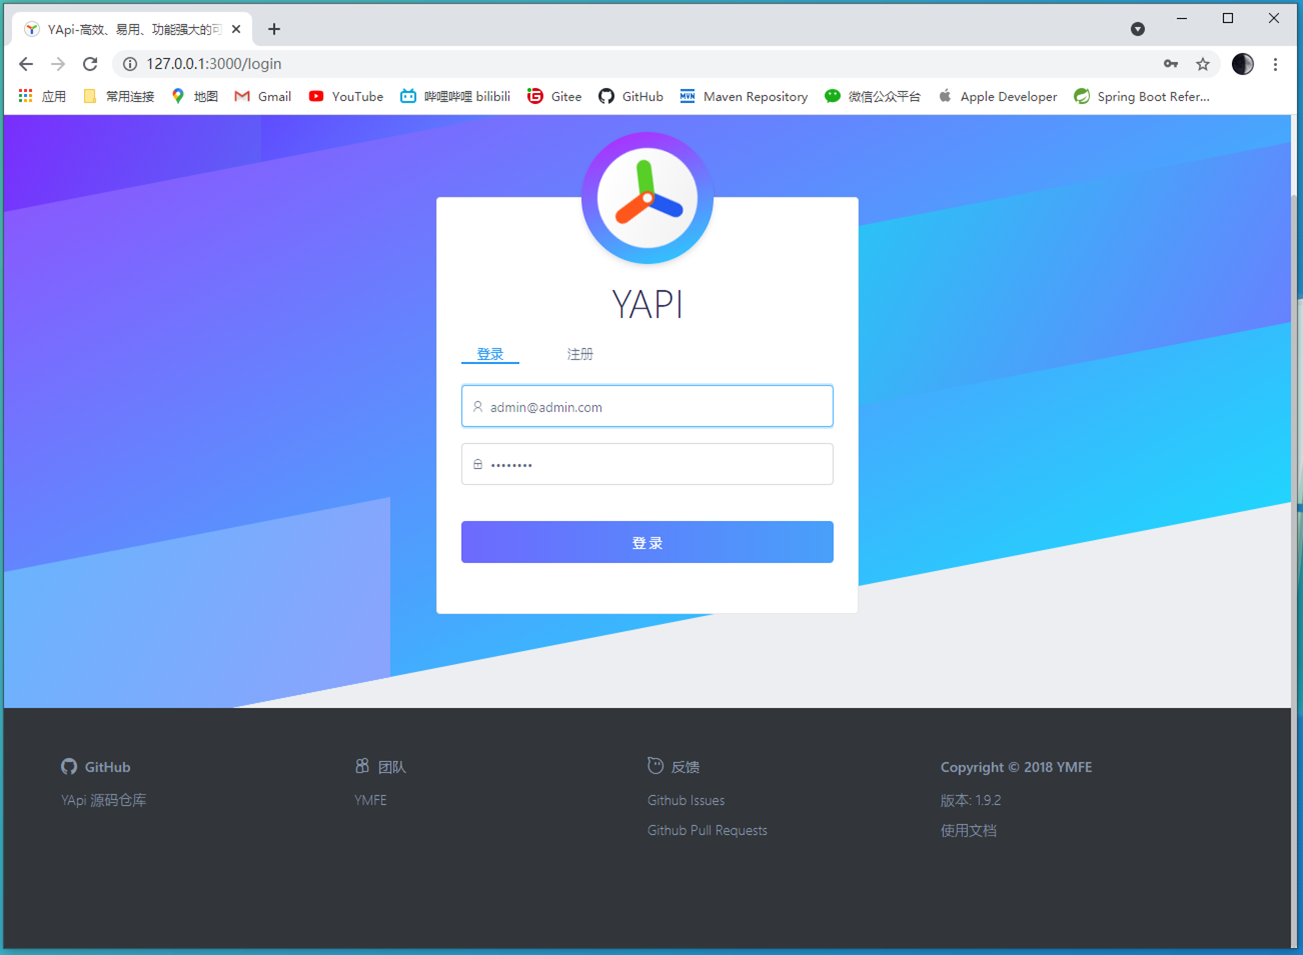 YApi-高效、易用、功能强大的可
127.0.0.1:3000/login
应用 常用连接 地图 Gmail YouTube 哔哩哔哩 bilibili Gitee GitHub Maven Repository 微信公众平台 Apple Developer Spring Boot Refer...
YAPI
登录 注册
admin@admin.com
••••••••
登 录
GitHub 团队 反馈 Copyright © 2018 YMFE
YApi 源码仓库 YMFE Github Issues 版本: 1.9.2
Github Pull Requests 使用文档